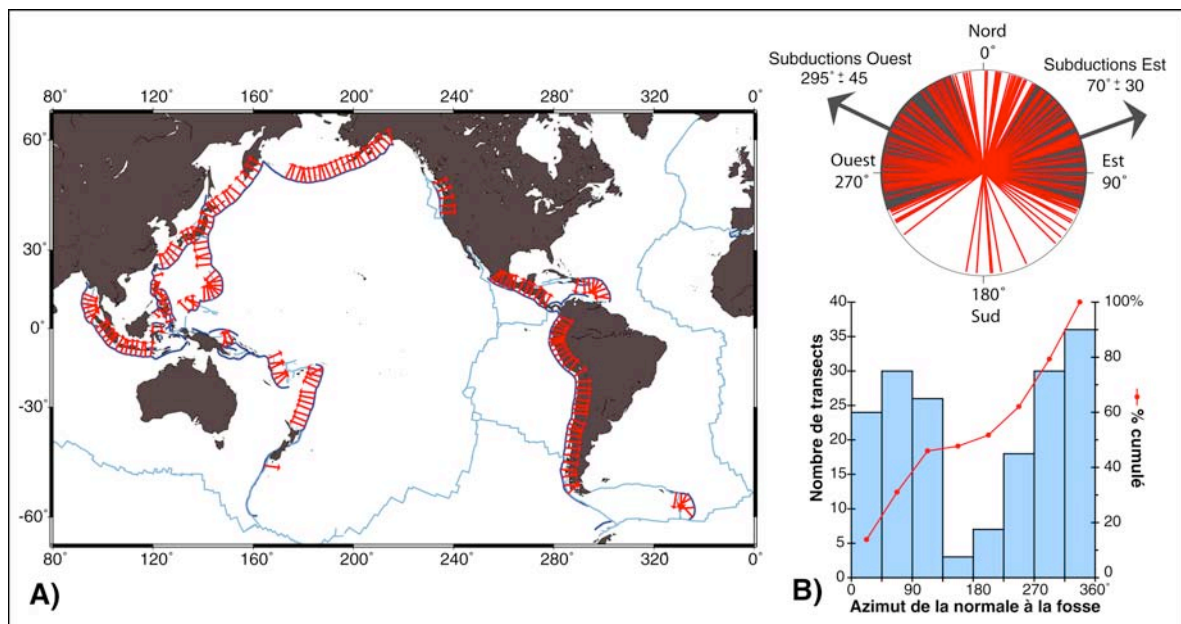 80° 120° 160° 200° 240° 280° 320° 0°
60°
30°
0°
-30°
-60°
80° 120° 160° 200° 240° 280° 320° 0°
A)
Nord
0°
Subductions Ouest
295° ± 45
Subductions Est
70° ± 30
Ouest
270°
Est
90°
180°
Sud
Nombre de transects
40
35
30
25
20
15
10
5
0
100%
80
60
40
20
0
% cumulé
0 90 180 270 360°
Azimut de la normale à la fosse
B)